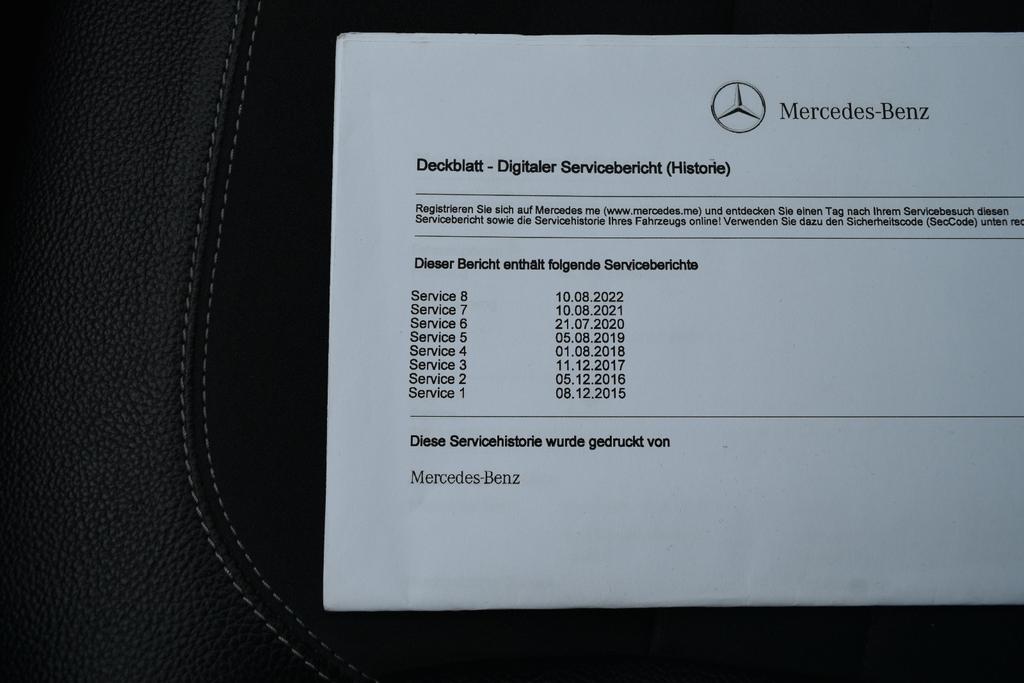 Mercedes-Benz
Deckblatt - Digitaler Servicebericht (Historie)
Registrieren Sie sich auf Mercedes me (www.mercedes.me) und entdecken Sie einen Tag nach Ihrem Servicebesuch diesen
Servicebericht sowie die Servicehistorie Ihres Fahrzeugs online! Verwenden Sie dazu den Sicherheitscode (SecCode) unten rec
Dieser Bericht enthält folgende Serviceberichte
Service 8 10.08.2022
Service 7 10.08.2021
Service 6 21.07.2020
Service 5 05.08.2019
Service 4 01.08.2018
Service 3 11.12.2017
Service 2 05.12.2016
Service 1 08.12.2015
Diese Servicehistorie wurde gedruckt von
Mercedes-Benz